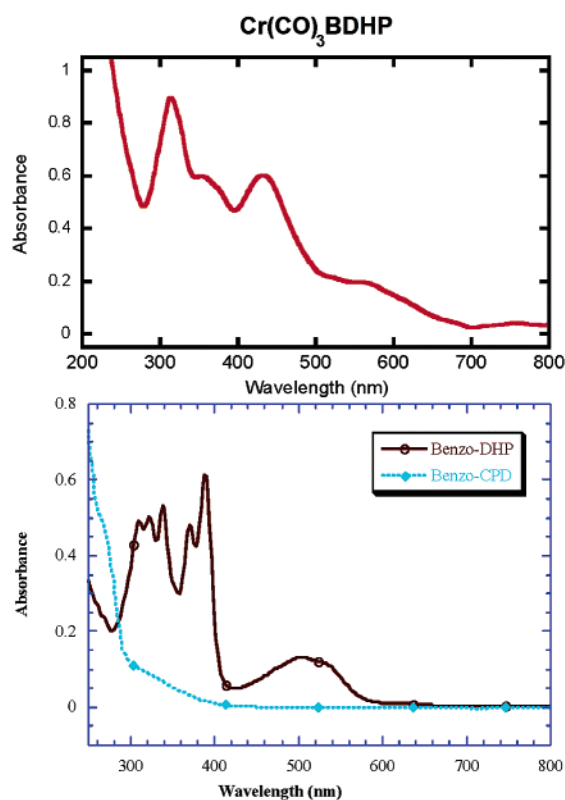 Cr(CO)₃BDHP
1
0.8
0.6
0.4
0.2
0
Absorbance
200 300 400 500 600 700 800
Wavelength (nm)
0.8
0.6
0.4
0.2
0
Absorbance
Benzo-DHP
Benzo-CPD
300 400 500 600 700 800
Wavelength (nm)